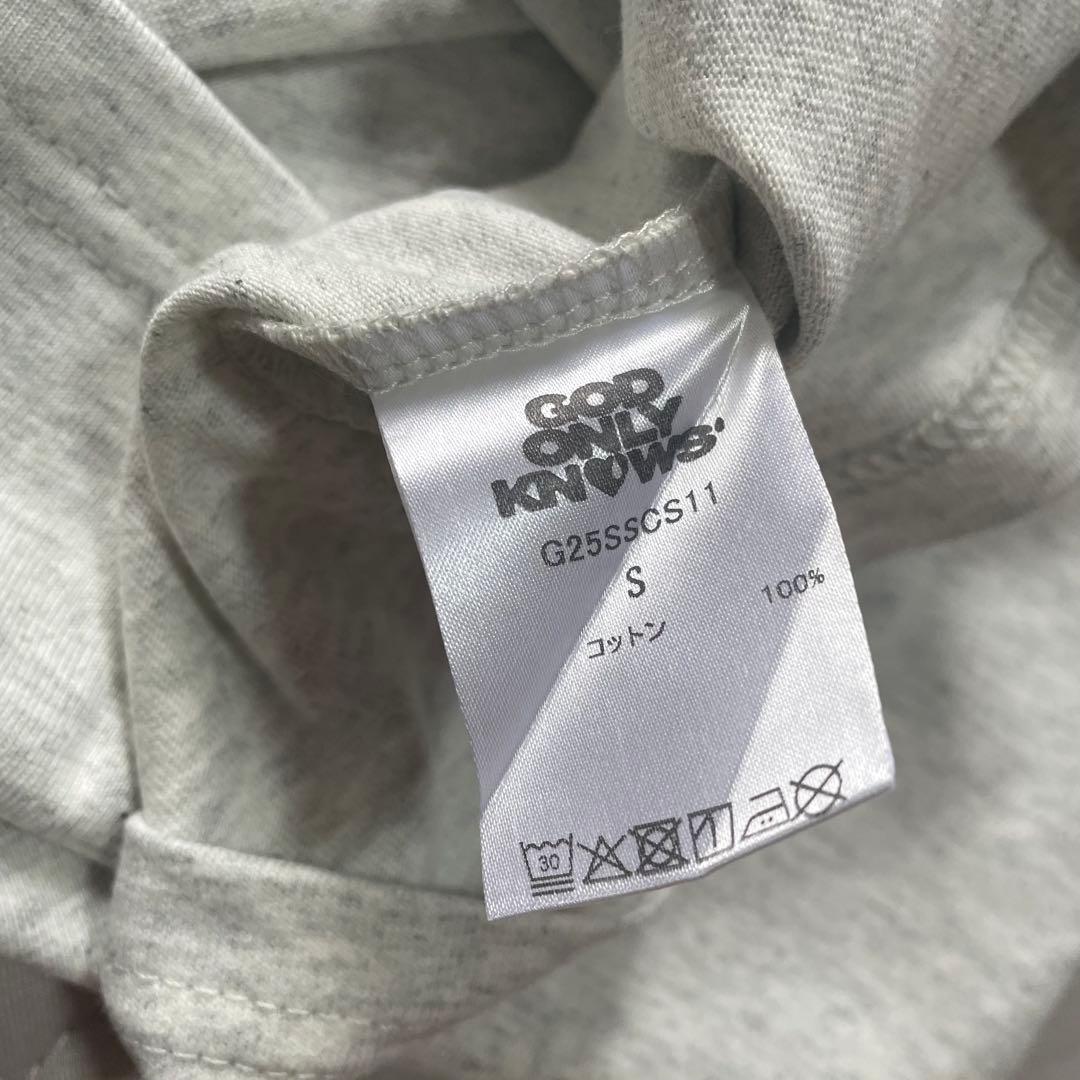 GOD
ONLY
KNOWS'
G25SSCS11
S
コットン 100%
30